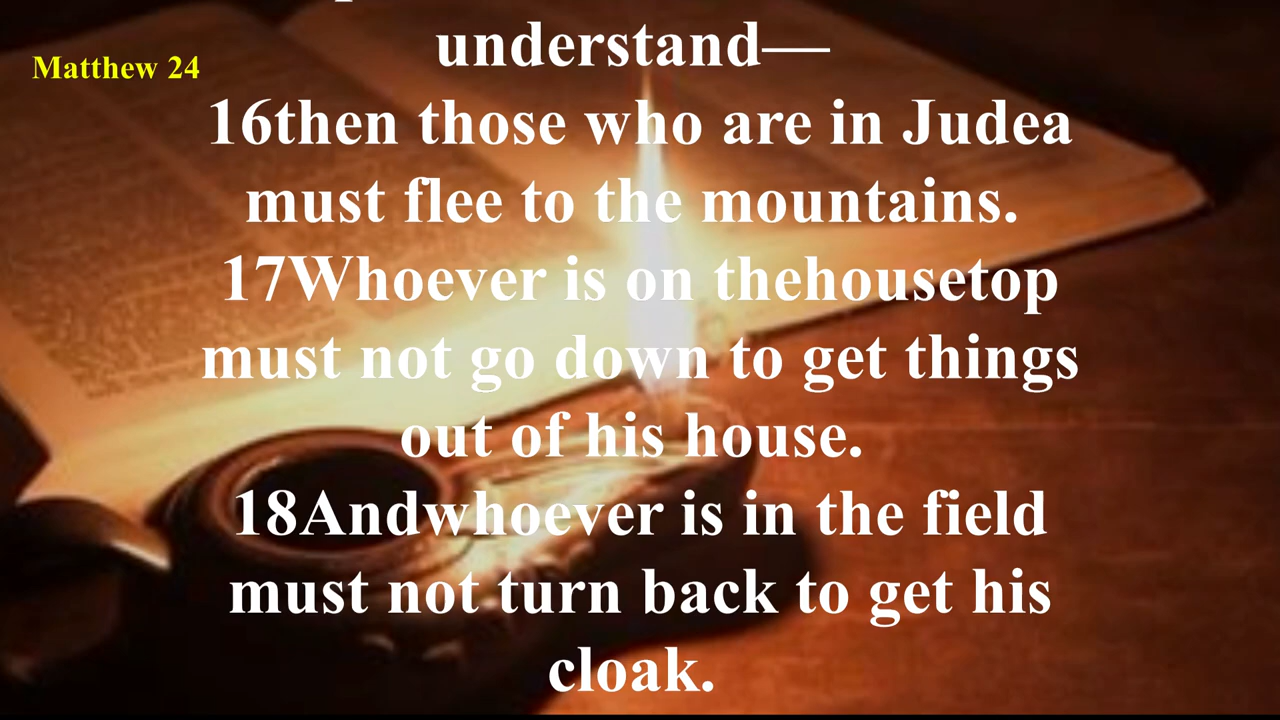 understand—
Matthew 24
16then those who are in Judea
must flee to the mountains.
17Whoever is on thehousetop
must not go down to get things
out of his house.
18Andwhoever is in the field
must not turn back to get his
cloak.